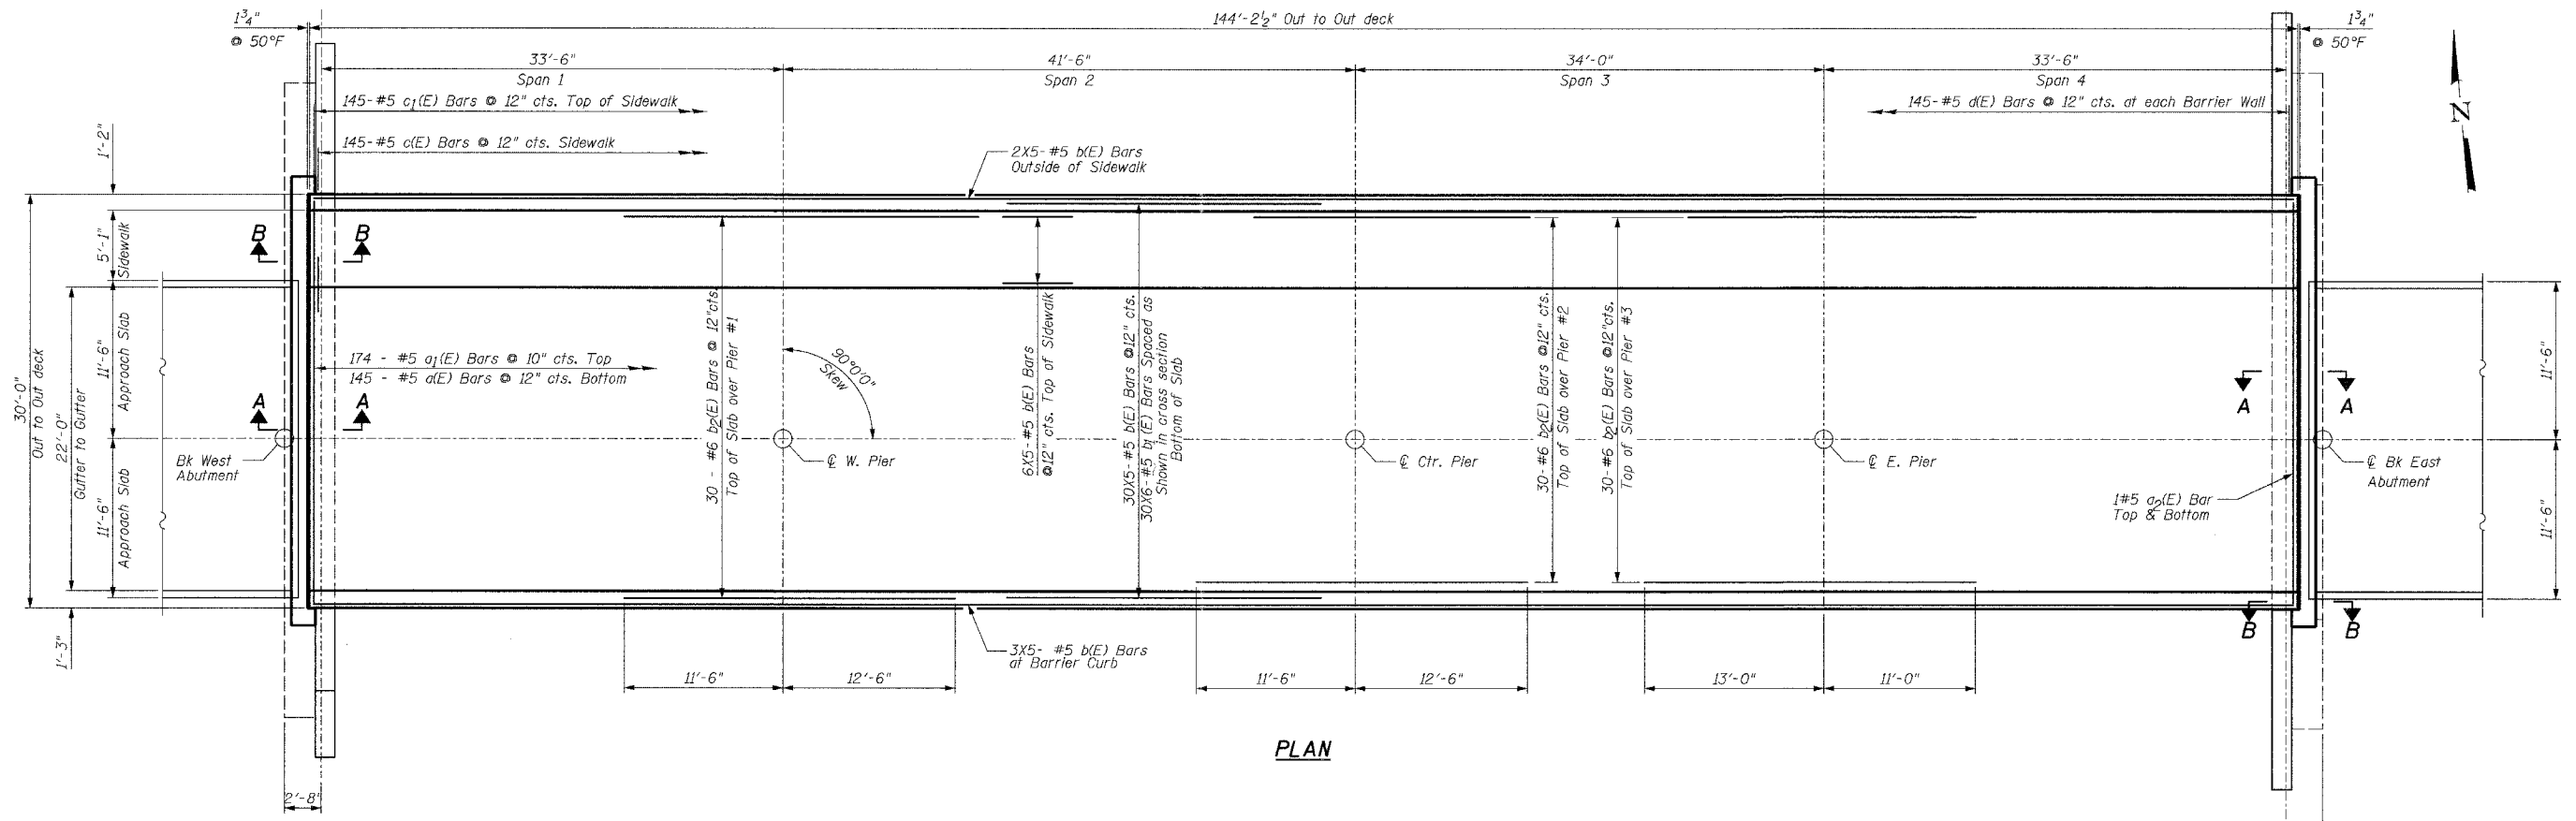 1 3/4"
@ 50°F
144'-2 1/2" Out to Out deck
1 3/4"
@ 50°F
33'-6"
Span 1
41'-6"
Span 2
34'-0"
Span 3
33'-6"
Span 4
145-#5 c1(E) Bars @ 12" cts. Top of Sidewalk
145-#5 d(E) Bars @ 12" cts. at each Barrier Wall
145-#5 c(E) Bars @ 12" cts. Sidewalk
N
1'-2"
2X5-#5 b(E) Bars
Outside of Sidewalk
B
B
5'-1"
Sidewalk
30'-0"
Out to Out deck
22'-0"
Gutter to Gutter
11'-6"
Approach Slab
11'-6"
Approach Slab
174 - #5 a1(E) Bars @ 10" cts. Top
145 - #5 a(E) Bars @ 12" cts. Bottom
A
A
30 - #6 b2(E) Bars @ 12"cts.
Top of Slab over Pier #1
90°0'0"
Skew
6X5-#5 b(E) Bars
@12" cts. Top of Sidewalk
30X5-#5 b(E) Bars @12" cts.
30X6-#5 b1(E) Bars Spaced as
Shown in cross section
Bottom of Slab
30-#6 b2(E) Bars @12" cts.
Top of Slab over Pier #2
30-#6 b2(E) Bars @12"cts.
Top of Slab over Pier #3
A
A
11'-6"
11'-6"
Bk West
Abutment
℄ W. Pier
℄ Ctr. Pier
℄ E. Pier
℄ Bk East
Abutment
1#5 a2(E) Bar
Top & Bottom
B
B
1'-3"
3X5- #5 b(E) Bars
at Barrier Curb
11'-6"
12'-6"
11'-6"
12'-6"
13'-0"
11'-0"
PLAN
2'-8"